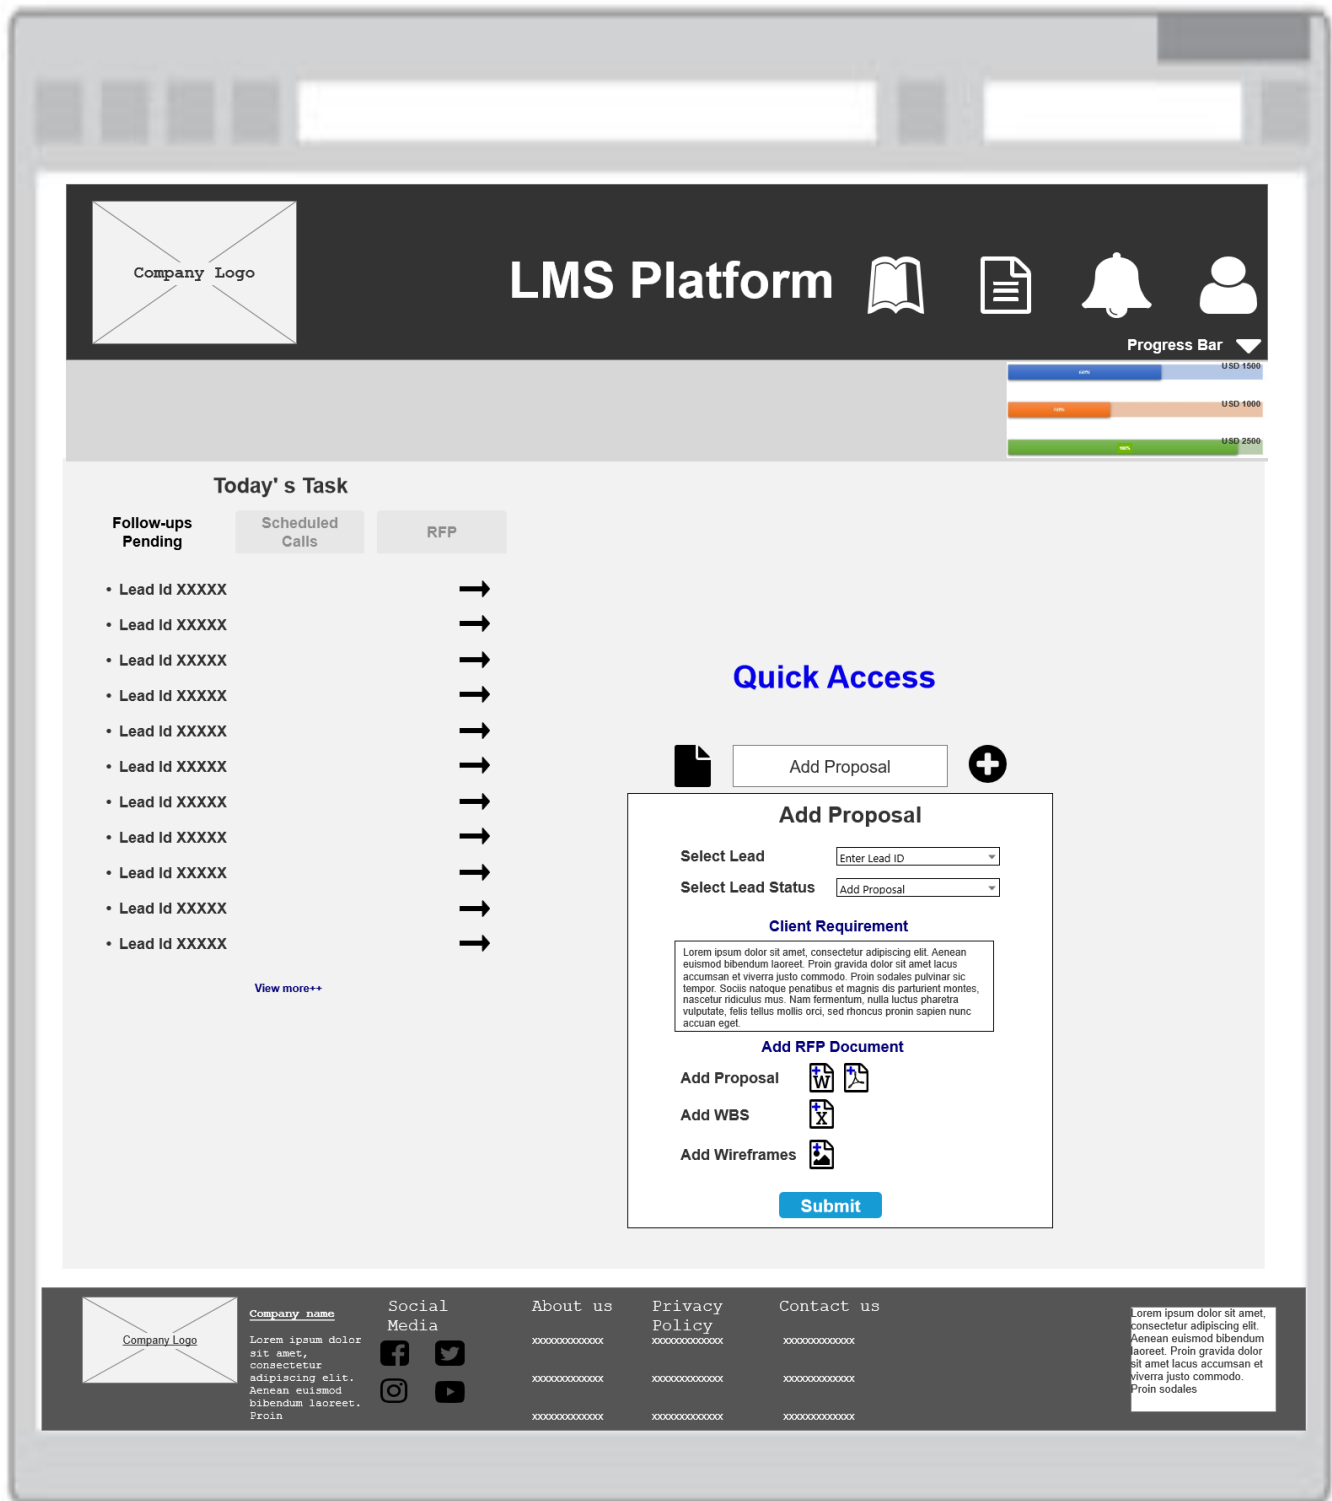 Company Logo
LMS Platform
Progress Bar
USD 1500
USD 1000
USD 2500
100%
Today' s Task
Follow-ups
Pending
Scheduled
Calls
RFP
• Lead Id XXXXX
• Lead Id XXXXX
• Lead Id XXXXX
• Lead Id XXXXX
• Lead Id XXXXX
• Lead Id XXXXX
• Lead Id XXXXX
• Lead Id XXXXX
• Lead Id XXXXX
• Lead Id XXXXX
• Lead Id XXXXX
View more++
Quick Access
Add Proposal
Add Proposal
Select Lead
Enter Lead ID
Select Lead Status
Add Proposal
Client Requirement
Lorem ipsum dolor sit amet, consectetur adipiscing elit. Aenean
euismod bibendum laoreet. Proin gravida dolor sit amet lacus
accumsan et viverra justo commodo. Proin sodales pulvinar sic
tempor. Sociis natoque penatibus et magnis dis parturient montes,
nascetur ridiculus mus. Nam fermentum, nulla luctus pharetra
vulputate, felis tellus mollis orci, sed rhoncus pronin sapien nunc
accuan eget.
Add RFP Document
Add Proposal
W
Add WBS
X
Add Wireframes
Submit
Company Logo
Company name
Lorem ipsum dolor
sit amet,
consectetur
adipiscing elit.
Aenean euismod
bibendum laoreet.
Proin
Social
Media
About us
xxxxxxxxxxxxx
xxxxxxxxxxxxx
xxxxxxxxxxxxx
Privacy
Policy
xxxxxxxxxxxxx
xxxxxxxxxxxxx
xxxxxxxxxxxxx
Contact us
xxxxxxxxxxxxx
xxxxxxxxxxxxx
xxxxxxxxxxxxx
Lorem ipsum dolor sit amet,
consectetur adipiscing elit.
Aenean euismod bibendum
laoreet. Proin gravida dolor
sit amet lacus accumsan et
viverra justo commodo.
Proin sodales